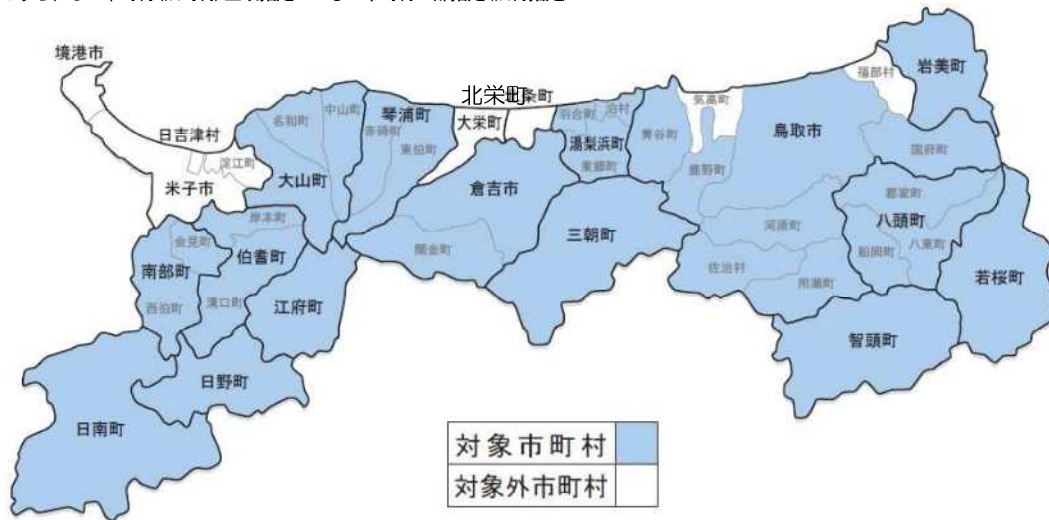 境港市
福部村
岩美町
北栄町
条町
気高町
中山町
琴浦町
羽合町
泊村
名和町
大栄町
鳥取市
日吉津村
赤碕町
青谷町
湯梨浜町
東伯町
国府町
淀江町
東郷町
鹿野町
大山町
倉吉市
米子市
郡家町
岸本町
八頭町
河原町
三朝町
会見町
関金町
八東町
船岡町
伯耆町
南部町
佐治村
若桜町
用瀬町
溝口町
西伯町
江府町
智頭町
日野町
日南町
対象市町村
対象外市町村